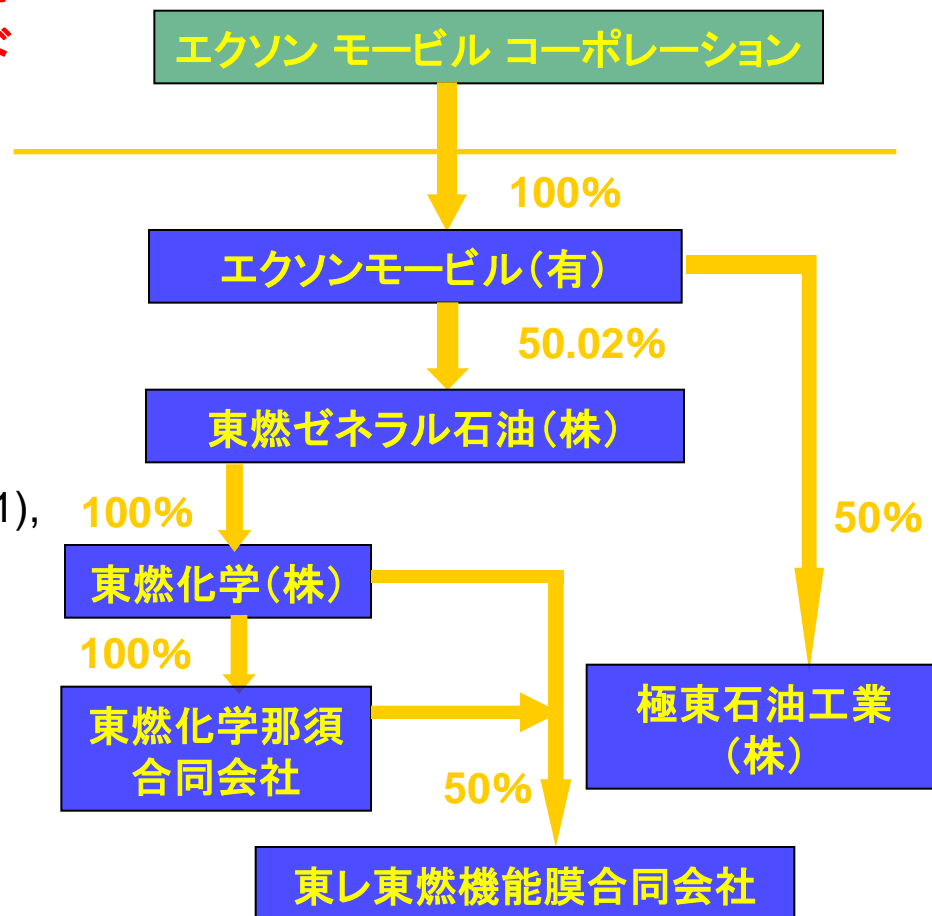 ド
エクソン モービル コーポレーション
100%
エクソンモービル(有)
50.02%
東燃ゼネラル石油(株)
1),
100%
50%
東燃化学(株)
100%
東燃化学那須
合同会社
極東石油工業
(株)
50%
東レ東燃機能膜合同会社